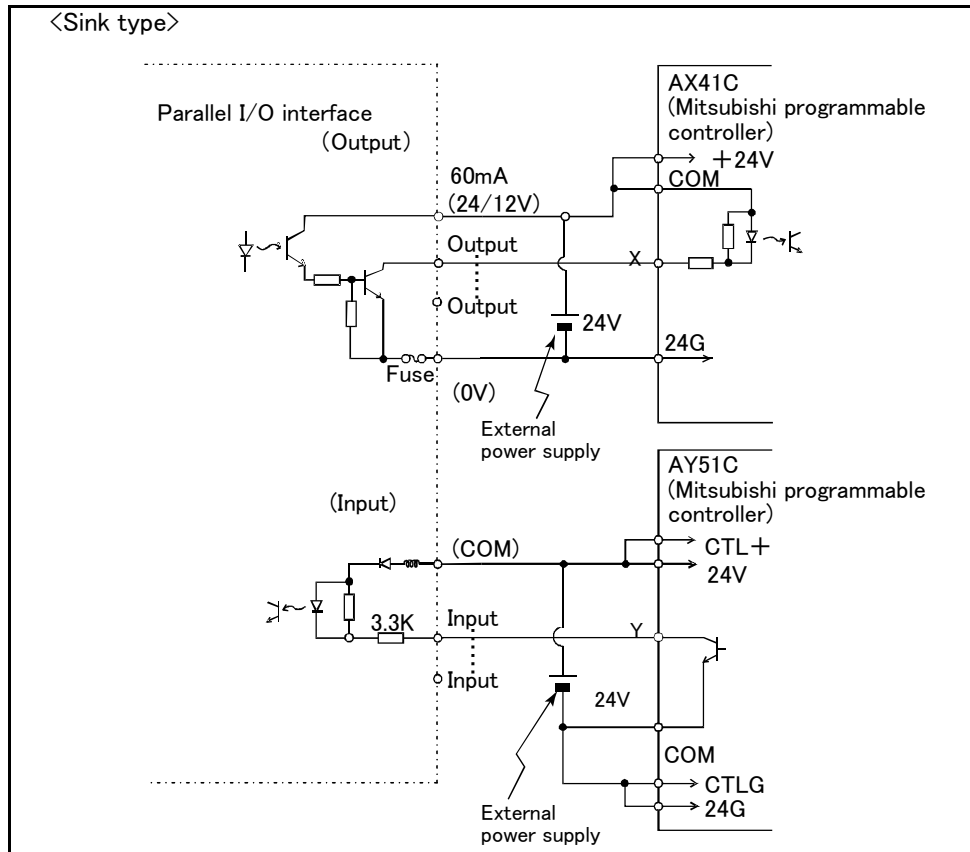 <Sink type>
Parallel I/O interface
(Output)
60mA
(24/12V)
Output
Output
Fuse
(0V)
24V
External
power supply
AX41C
(Mitsubishi programmable
controller)
+24V
COM
X
24G
(Input)
(COM)
3.3K
Input
Input
24V
External
power supply
AY51C
(Mitsubishi programmable
controller)
CTL+
24V
Y
COM
CTLG
24G